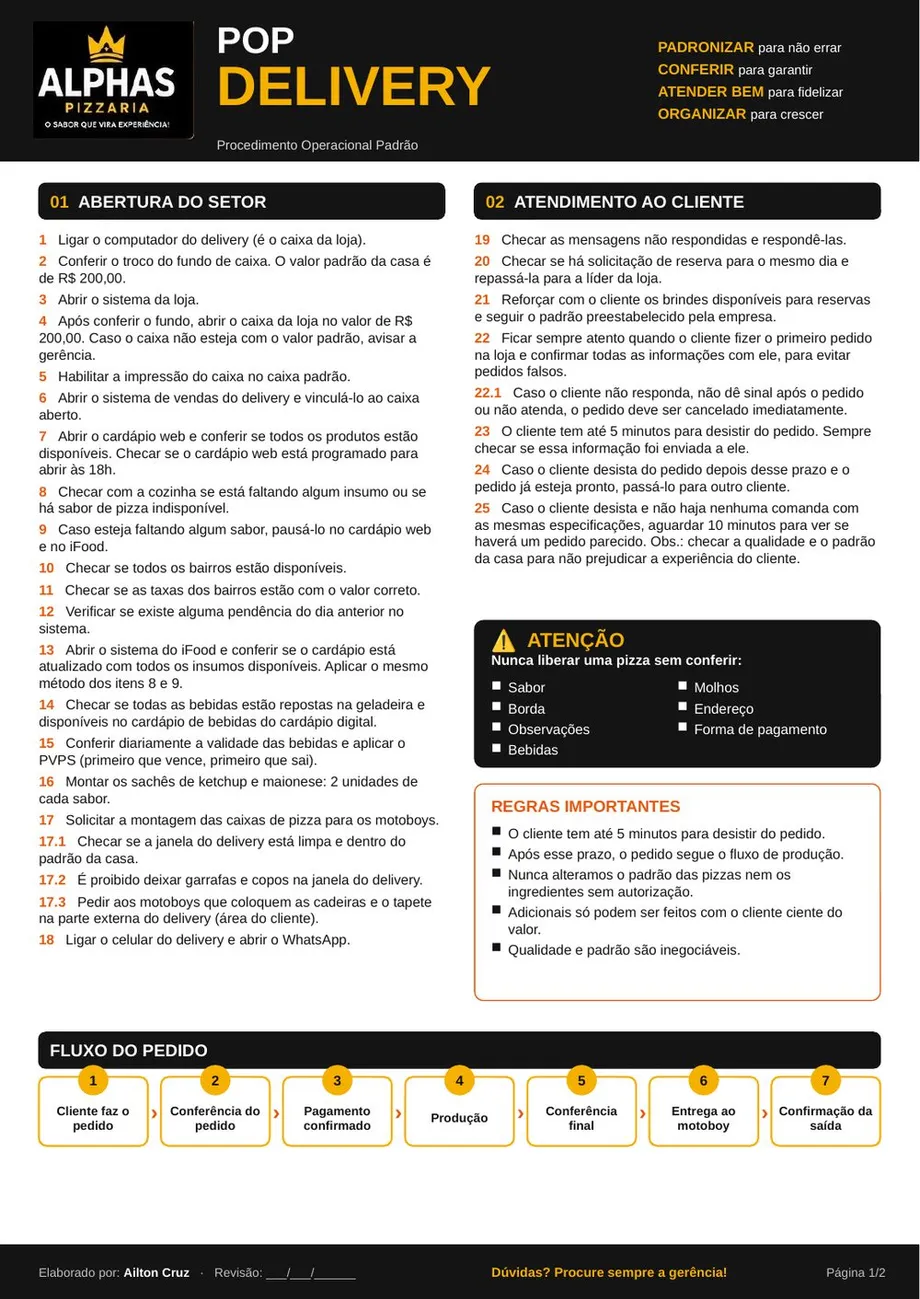 ALPHAS
PIZZARIA
O SABOR QUE VIRA EXPERIÊNCIA!
POP
DELIVERY
Procedimento Operacional Padrão
PADRONIZAR para não errar
CONFERIR para garantir
ATENDER BEM para fidelizar
ORGANIZAR para crescer
01 ABERTURA DO SETOR
1 Ligar o computador do delivery (é o caixa da loja).
2 Conferir o troco do fundo de caixa. O valor padrão da casa é
de R$ 200,00.
3 Abrir o sistema da loja.
4 Após conferir o fundo, abrir o caixa da loja no valor de R$
200,00. Caso o caixa não esteja com o valor padrão, avisar a
gerência.
5 Habilitar a impressão do caixa no caixa padrão.
6 Abrir o sistema de vendas do delivery e vinculá-lo ao caixa
aberto.
7 Abrir o cardápio web e conferir se todos os produtos estão
disponíveis. Checar se o cardápio web está programado para
abrir às 18h.
8 Checar com a cozinha se está faltando algum insumo ou se
há sabor de pizza indisponível.
9 Caso esteja faltando algum sabor, pausá-lo no cardápio web
e no iFood.
10 Checar se todos os bairros estão disponíveis.
11 Checar se as taxas dos bairros estão com o valor correto.
12 Verificar se existe alguma pendência do dia anterior no
sistema.
13 Abrir o sistema do iFood e conferir se o cardápio está
atualizado com todos os insumos disponíveis. Aplicar o mesmo
método dos itens 8 e 9.
14 Checar se todas as bebidas estão repostas na geladeira e
disponíveis no cardápio de bebidas do cardápio digital.
15 Conferir diariamente a validade das bebidas e aplicar o
PVPS (primeiro que vence, primeiro que sai).
16 Montar os sachês de ketchup e maionese: 2 unidades de
cada sabor.
17 Solicitar a montagem das caixas de pizza para os motoboys.
17.1 Checar se a janela do delivery está limpa e dentro do
padrão da casa.
17.2 É proibido deixar garrafas e copos na janela do delivery.
17.3 Pedir aos motoboys que coloquem as cadeiras e o tapete
na parte externa do delivery (área do cliente).
18 Ligar o celular do delivery e abrir o WhatsApp.
02 ATENDIMENTO AO CLIENTE
19 Checar as mensagens não respondidas e respondê-las.
20 Checar se há solicitação de reserva para o mesmo dia e
repassá-la para a líder da loja.
21 Reforçar com o cliente os brindes disponíveis para reservas
e seguir o padrão preestabelecido pela empresa.
22 Ficar sempre atento quando o cliente fizer o primeiro pedido
na loja e confirmar todas as informações com ele, para evitar
pedidos falsos.
22.1 Caso o cliente não responda, não dê sinal após o pedido
ou não atenda, o pedido deve ser cancelado imediatamente.
23 O cliente tem até 5 minutos para desistir do pedido. Sempre
checar se essa informação foi enviada a ele.
24 Caso o cliente desista do pedido depois desse prazo e o
pedido já esteja pronto, passá-lo para outro cliente.
25 Caso o cliente desista e não haja nenhuma comanda com
as mesmas especificações, aguardar 10 minutos para ver se
haverá um pedido parecido. Obs.: checar a qualidade e o padrão
da casa para não prejudicar a experiência do cliente.
⚠️ ATENÇÃO
Nunca liberar uma pizza sem conferir:
■ Sabor
■ Borda
■ Observações
■ Bebidas
■ Molhos
■ Endereço
■ Forma de pagamento
REGRAS IMPORTANTES
■ O cliente tem até 5 minutos para desistir do pedido.
■ Após esse prazo, o pedido segue o fluxo de produção.
■ Nunca alteramos o padrão das pizzas nem os
ingredientes sem autorização.
■ Adicionais só podem ser feitos com o cliente ciente do
valor.
■ Qualidade e padrão são inegociáveis.
FLUXO DO PEDIDO
1
Cliente faz o
pedido
›
2
Conferência do
pedido
›
3
Pagamento
confirmado
›
4
Produção
›
5
Conferência
final
›
6
Entrega ao
motoboy
›
7
Confirmação da
saída
Elaborado por: Ailton Cruz · Revisão: ___/___/______
Dúvidas? Procure sempre a gerência!
Página 1/2